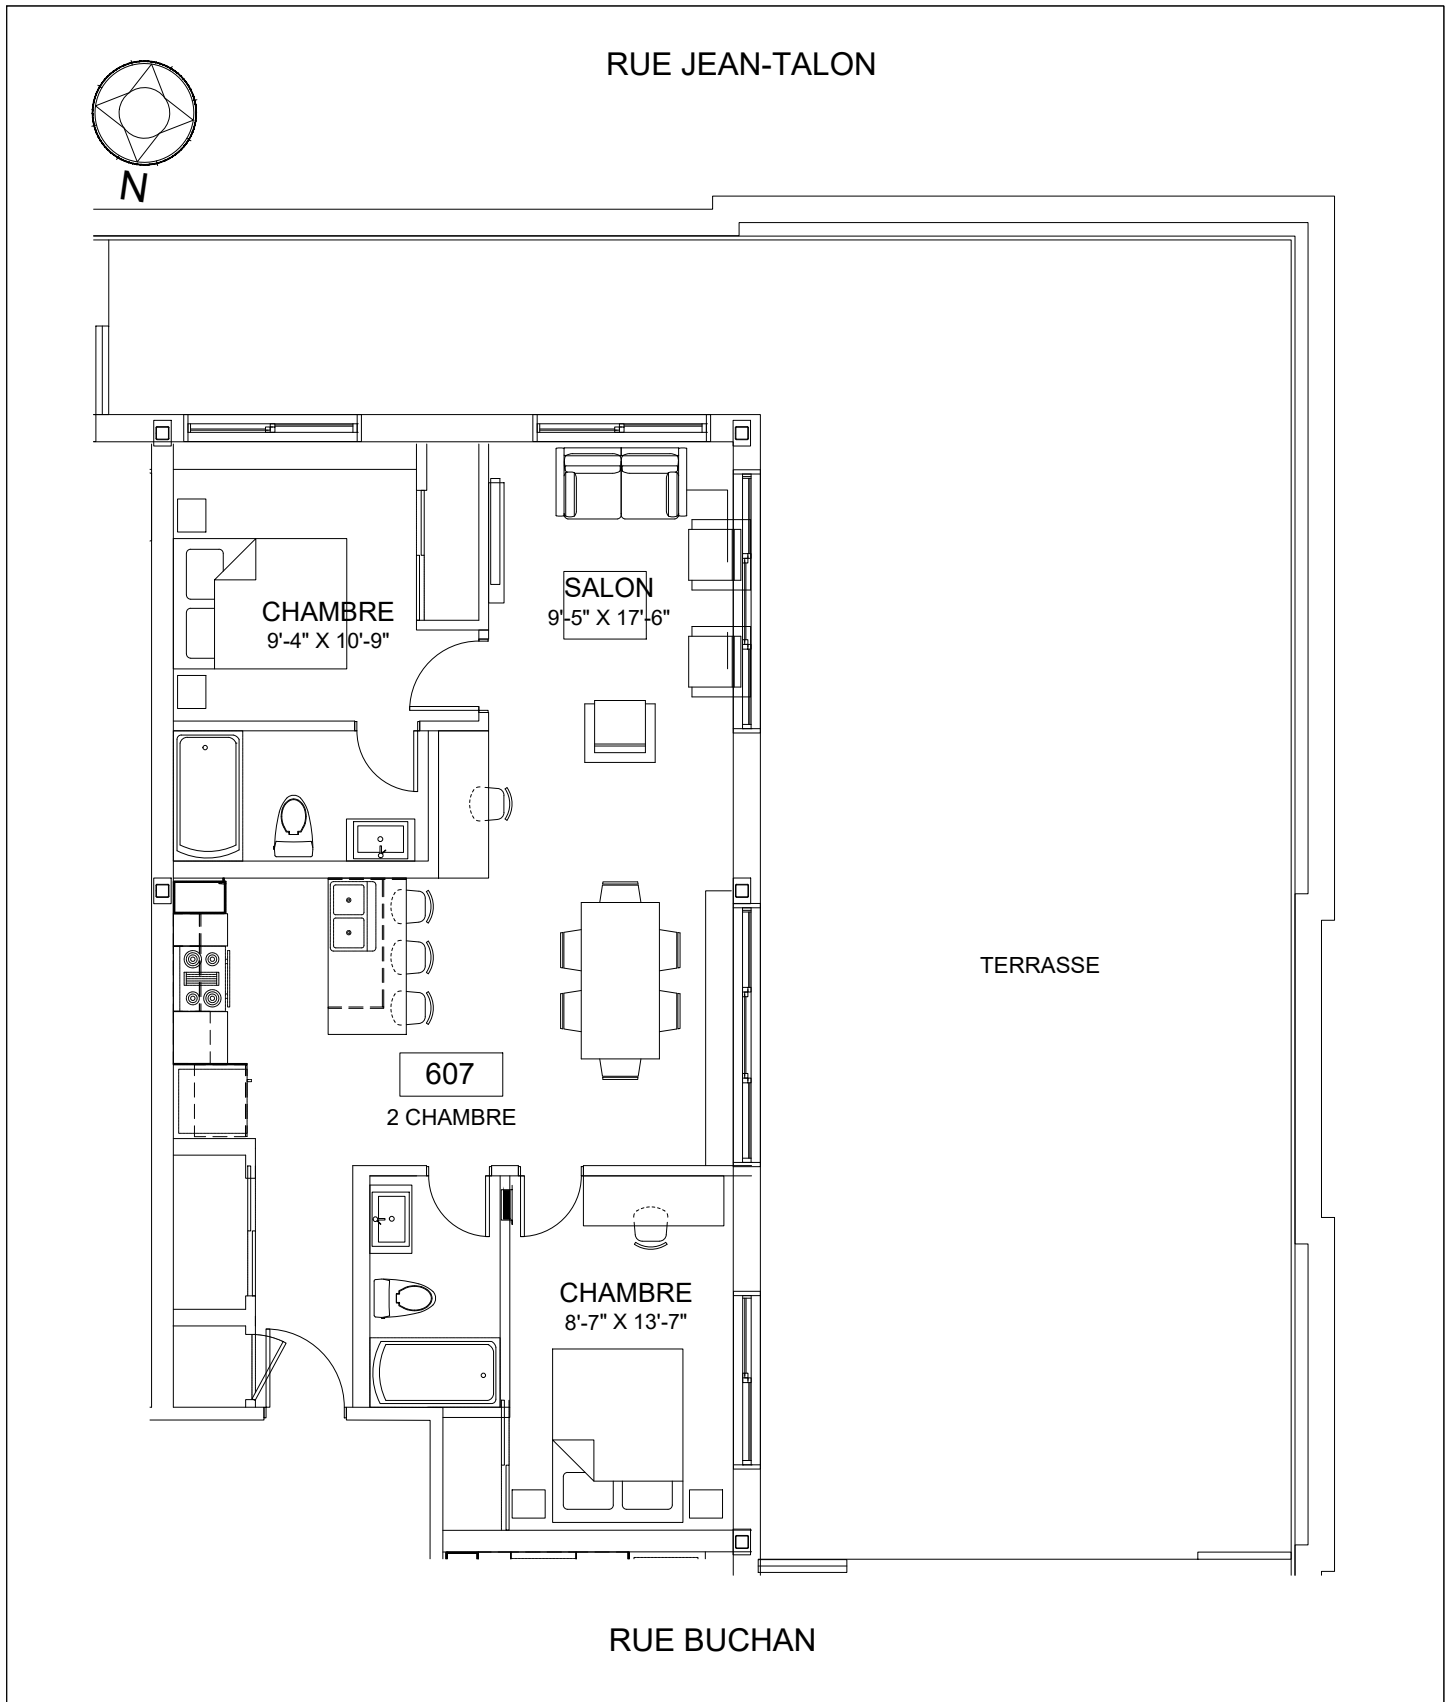 RUE JEAN-TALON
N
SALON
9'-5" X 17'-6"
CHAMBRE
9'-4" X 10'-9"
TERRASSE
607
2 CHAMBRE
CHAMBRE
8'-7" X 13'-7"
RUE BUCHAN